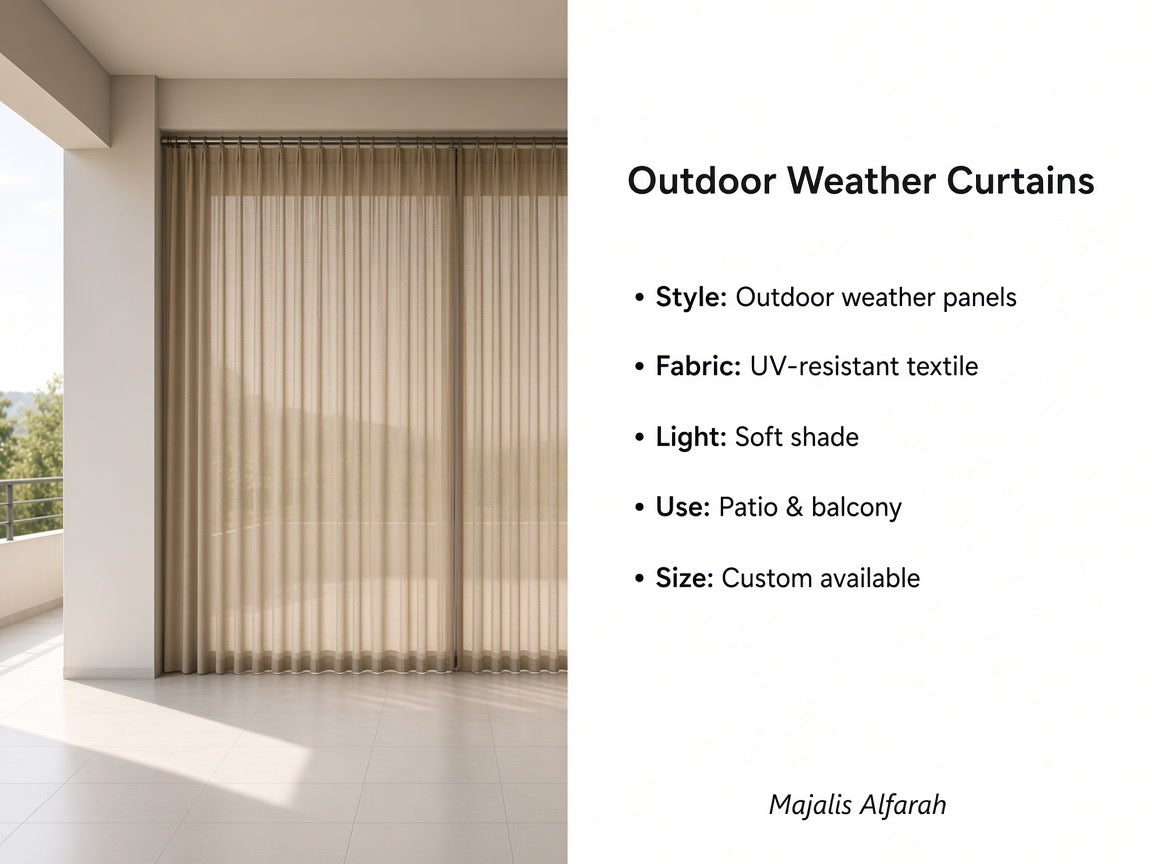 Outdoor Weather Curtains
• Style: Outdoor weather panels
• Fabric: UV-resistant textile
• Light: Soft shade
• Use: Patio & balcony
• Size: Custom available
Majalis Alfarah